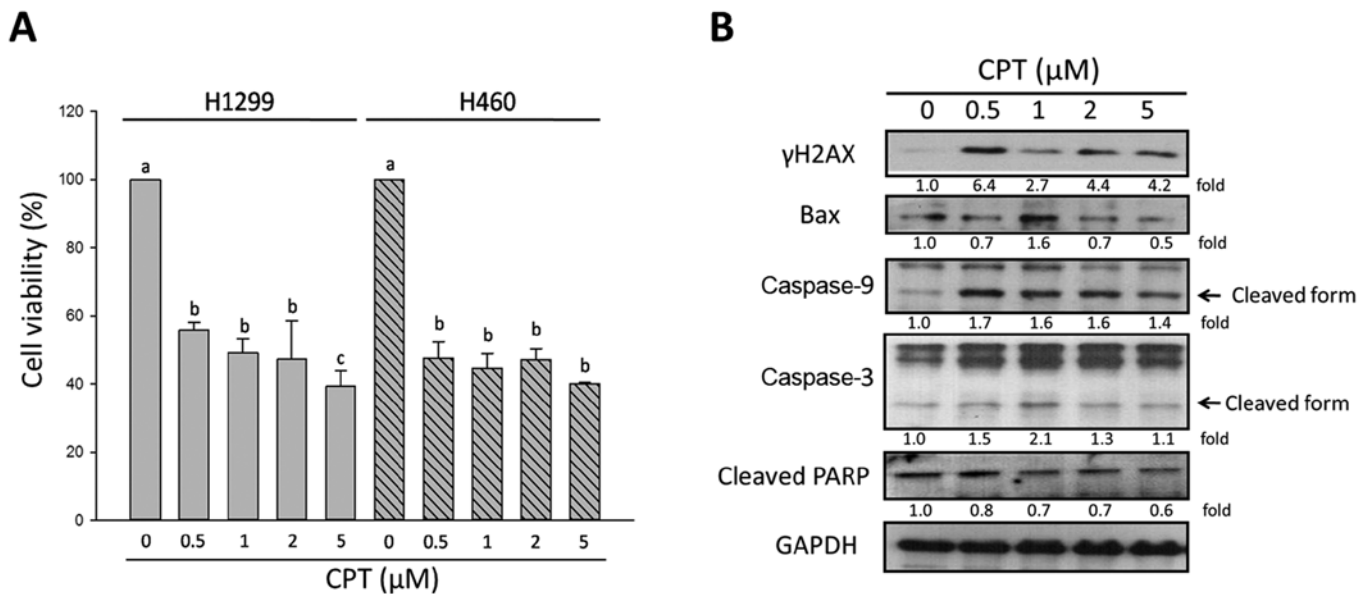 A
H1299 H460
Cell viability (%)
120
100
80
60
40
20
0
a b b b c a b b b b
0 0.5 1 2 5 0 0.5 1 2 5
CPT (μM)
B
CPT (μM)
0 0.5 1 2 5
γH2AX
1.0 6.4 2.7 4.4 4.2 fold
Bax
1.0 0.7 1.6 0.7 0.5 fold
Caspase-9 ← Cleaved form
1.0 1.7 1.6 1.6 1.4 fold
Caspase-3 ← Cleaved form
1.0 1.5 2.1 1.3 1.1 fold
Cleaved PARP
1.0 0.8 0.7 0.7 0.6 fold
GAPDH